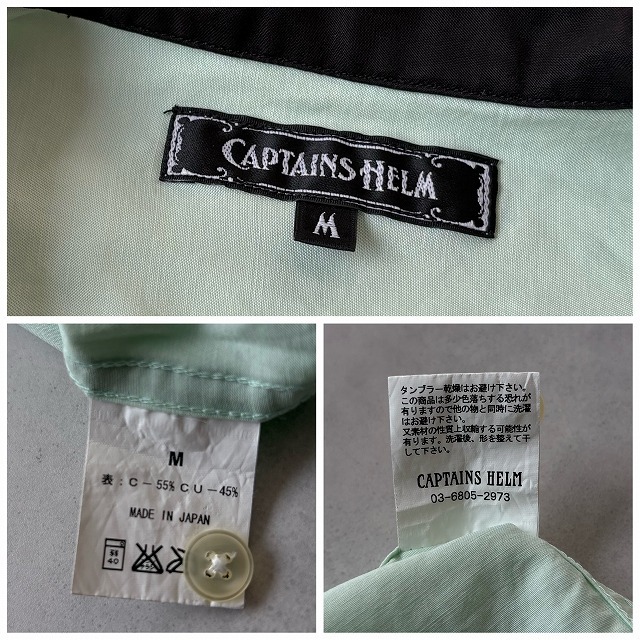 CAPTAINS HELM
M
M
表：C－55% CU－45%
MADE IN JAPAN
40
タンブラー乾燥はお避け下さい。
この商品は多少色落ちする恐れが
有りますので他の物と同時に洗濯
はお避け下さい。
又素材の性質上収縮する可能性が
有ります。洗濯後、形を整えて干
して下さい。
CAPTAINS HELM
03-6805-2973